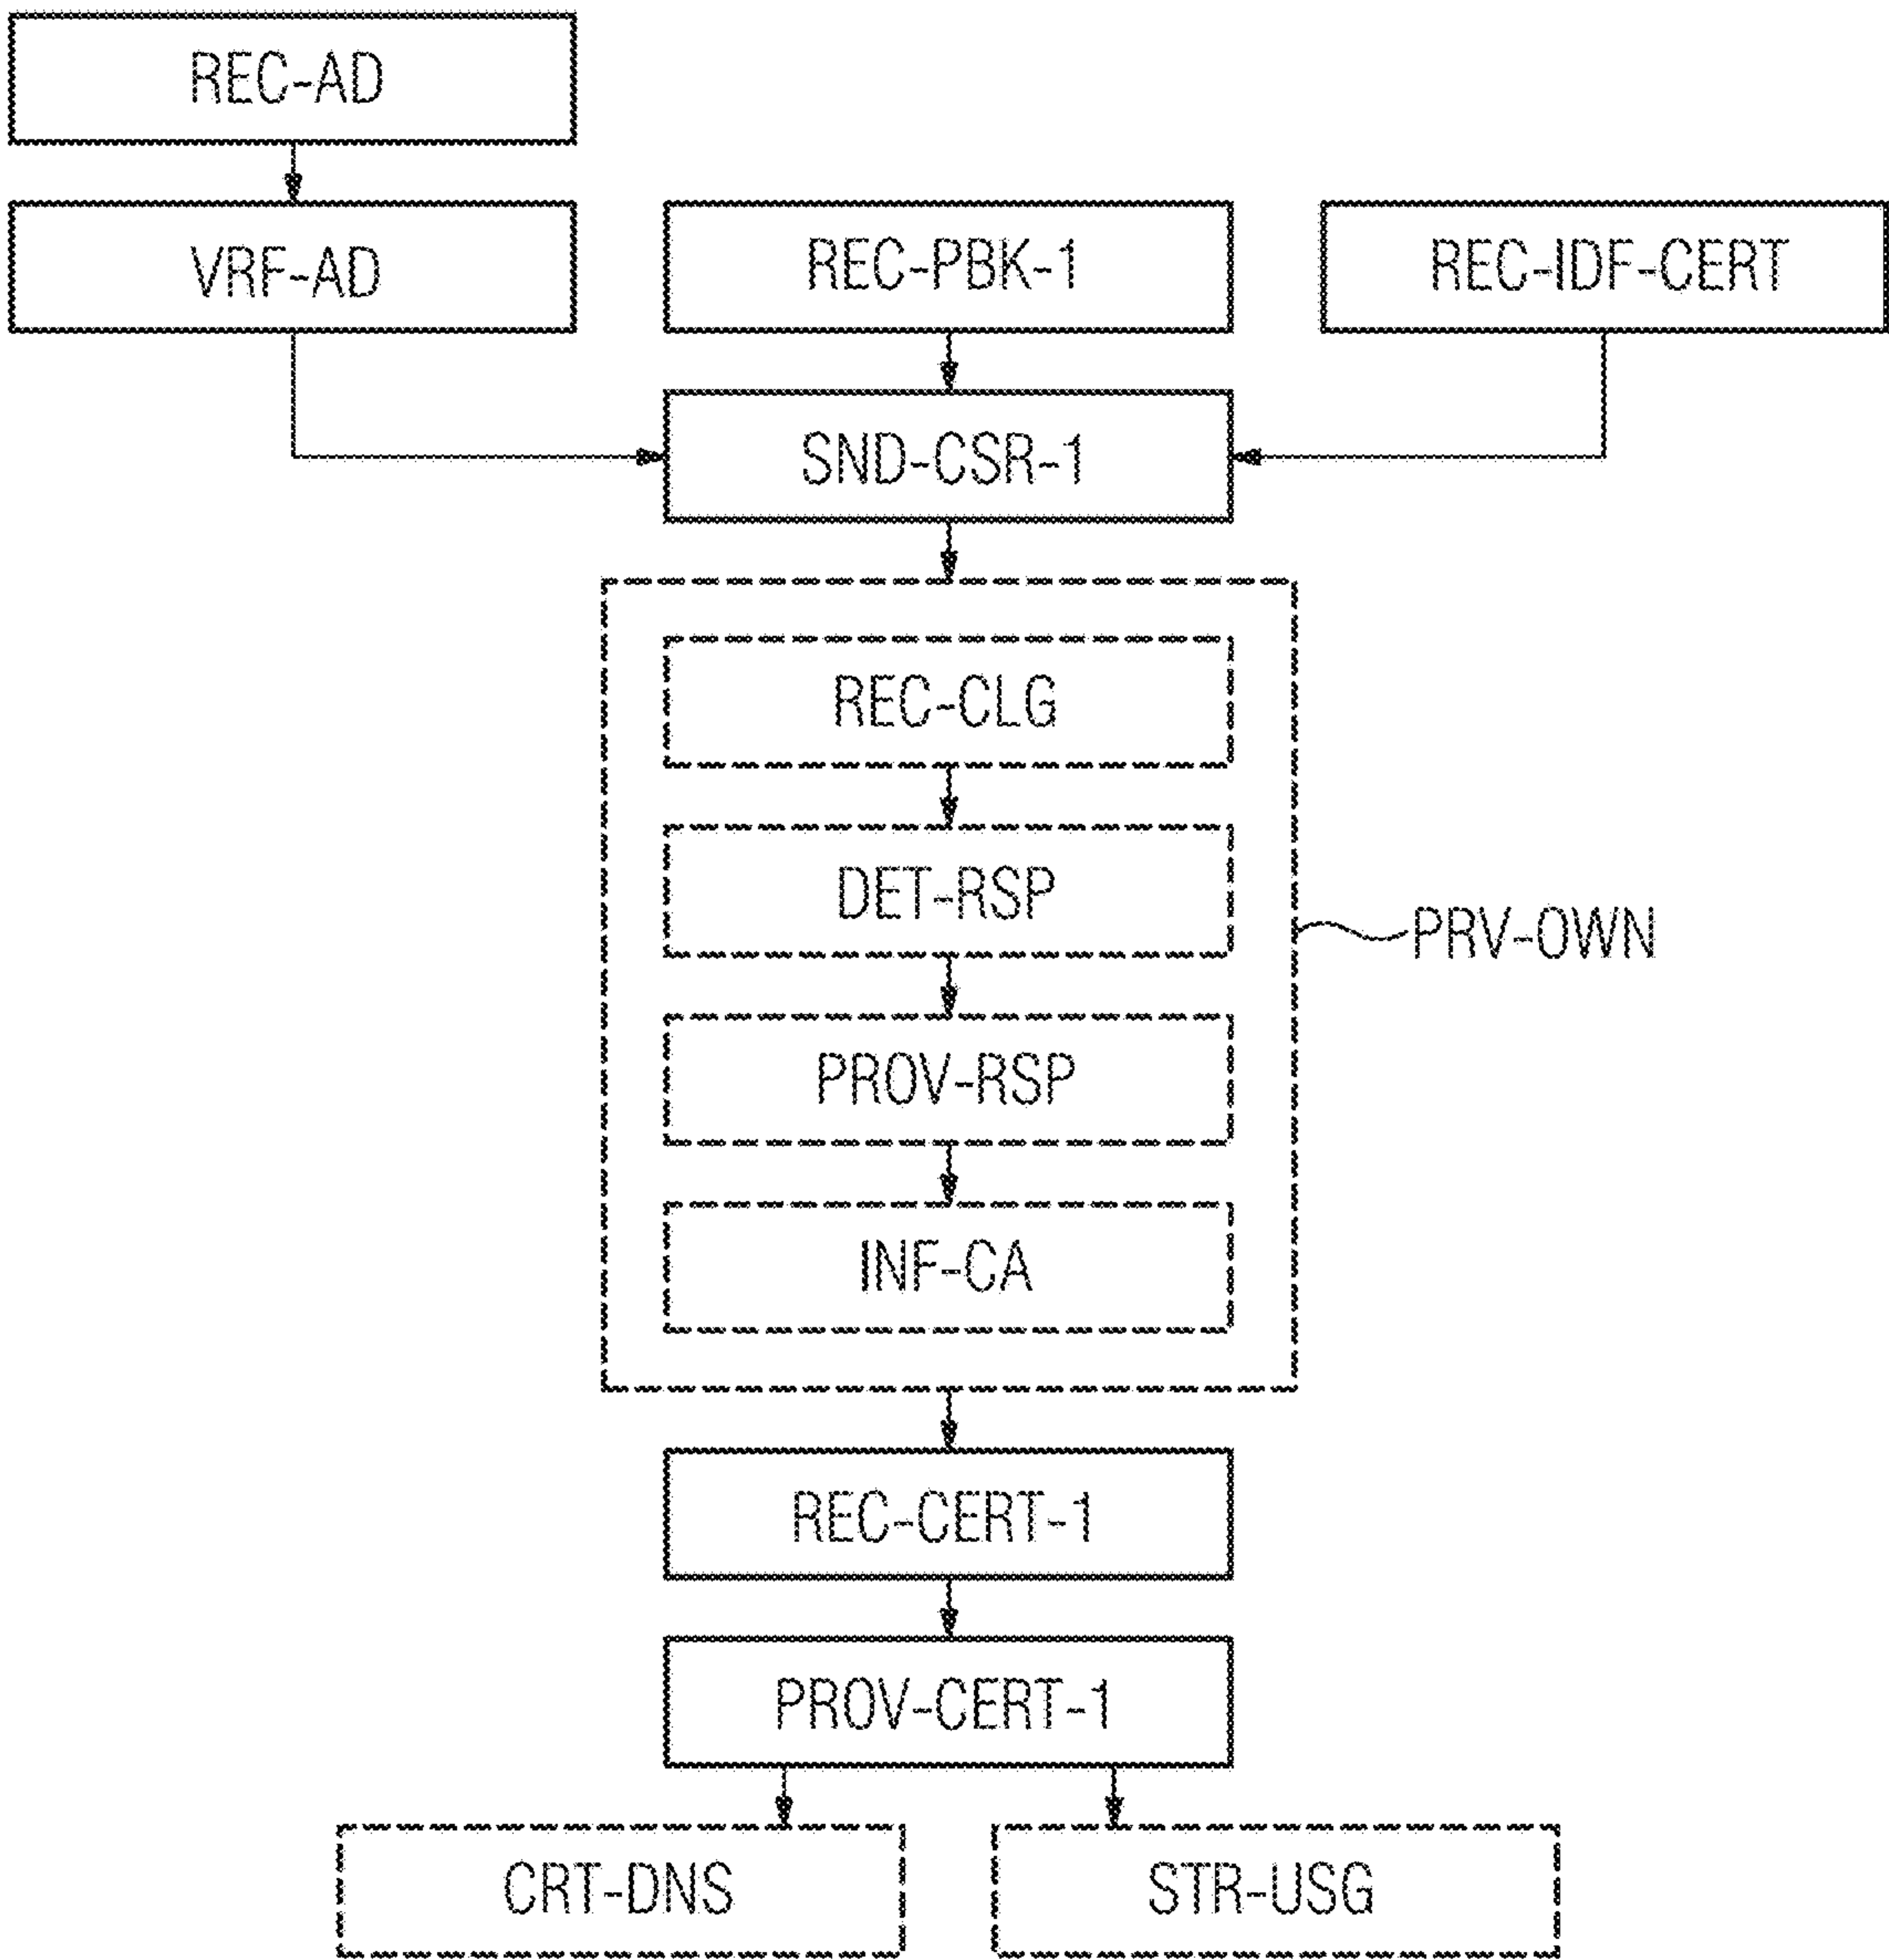 REC-AD
VRF-AD
REC-PBK-1
REC-IDF-CERT
SND-CSR-1
REC-CLG
DET-RSP
PRV-OWN
PROV-RSP
INF-CA
REC-CERT-1
PROV-CERT-1
CRT-DNS
STR-USG